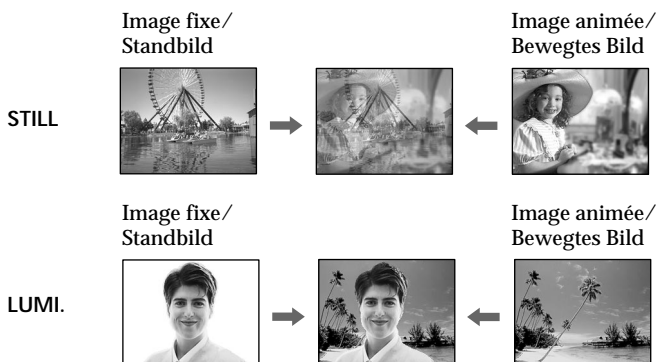 Image fixe/
Standbild
Image animée/
Bewegtes Bild
STILL
Image fixe/
Standbild
Image animée/
Bewegtes Bild
LUMI.